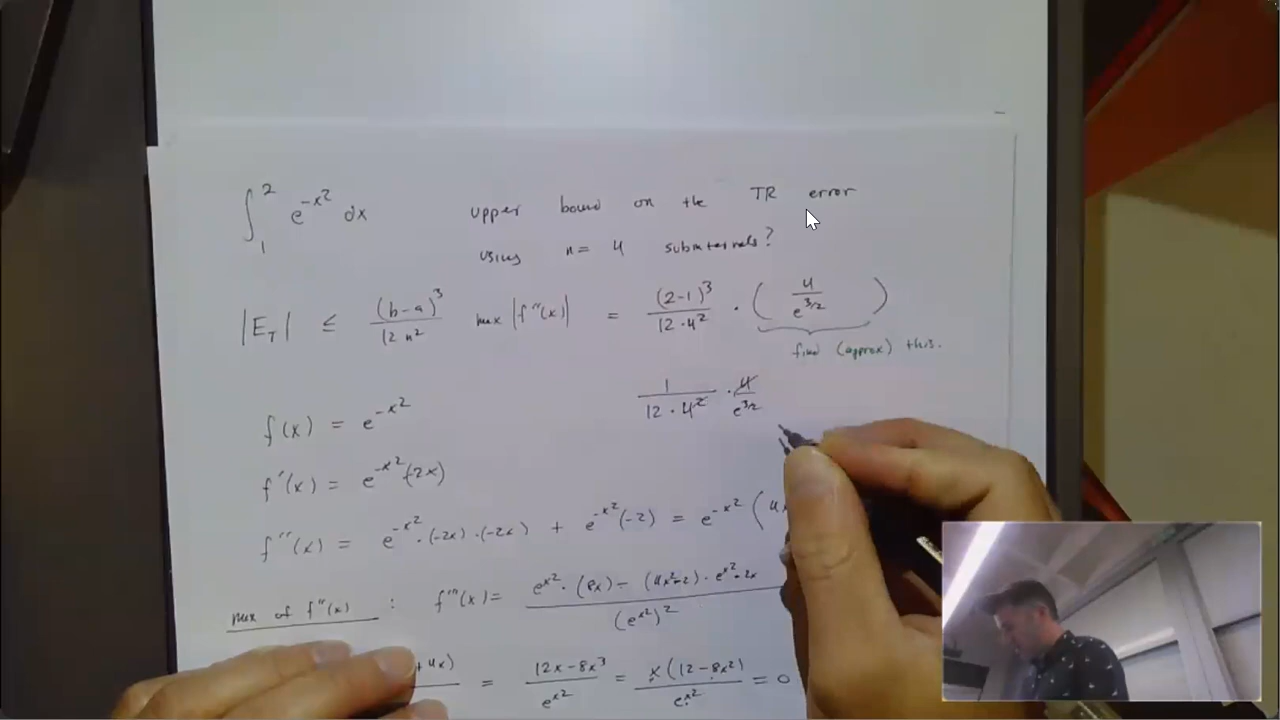 ∫₁² e^{-x²} dx upper bound on the TR error
using n = 4 subintervals?
|E_T| ≤ (b-a)³/(12n²) max |f''(x)| = (2-1)³/(12·4²) · (4/e^{3/2})
find (approx) this.
1/(12·4²) · 4/e^{3/2}
f(x) = e^{-x²}
f'(x) = e^{-x²}(-2x)
f''(x) = e^{-x²}·(-2x)·(-2x) + e^{-x²}(-2) = e^{-x²}(4x
max of f''(x) : f'''(x) = (e^{x²}·(8x) - (4x²-2)·e^{x²}·2x)/(e^{x²})²
+4x) = (12x-8x³)/e^{x²} = x(12-8x²)/e^{x²} = 0